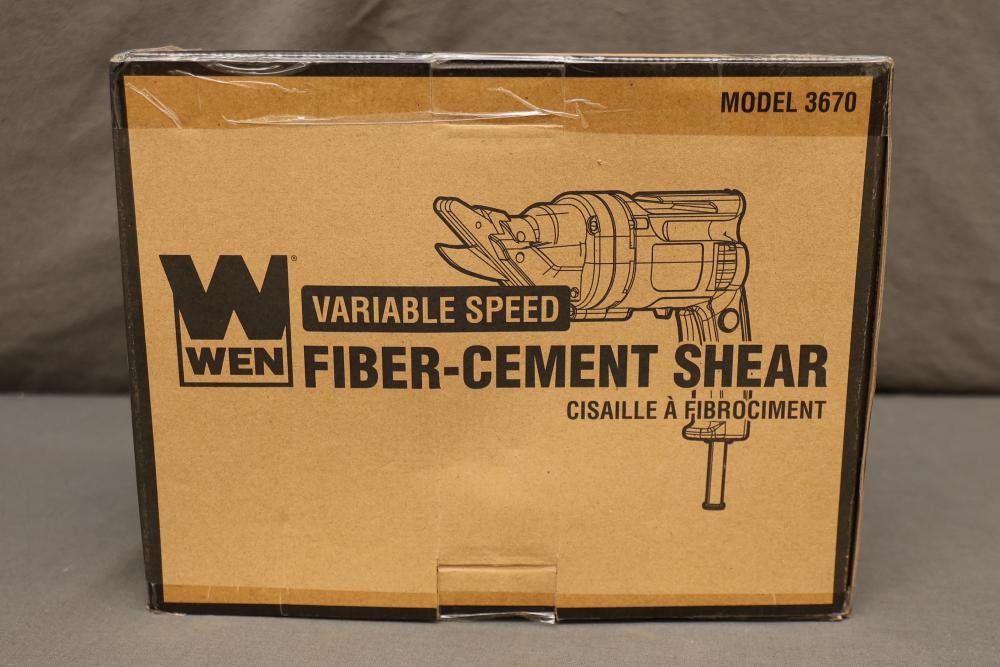 MODEL 3670
WEN®
VARIABLE SPEED
FIBER-CEMENT SHEAR
CISAILLE À FIBROCIMENT